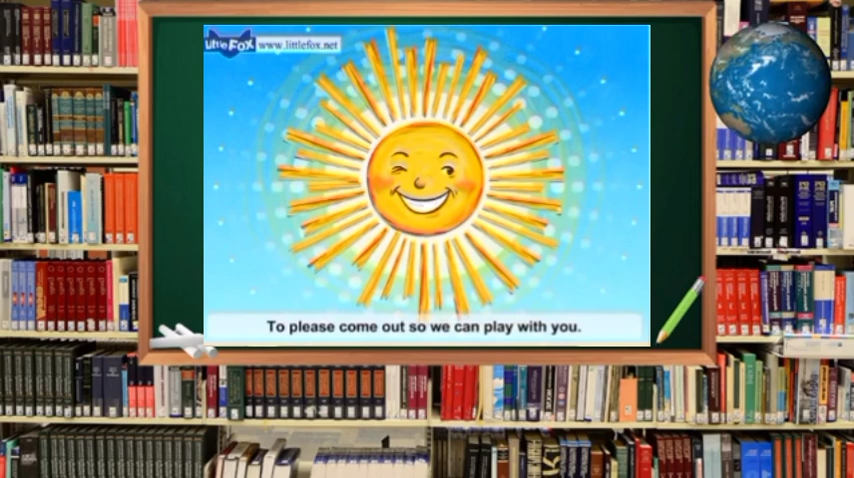 Little FOX www.littlefox.net
To please come out so we can play with you.